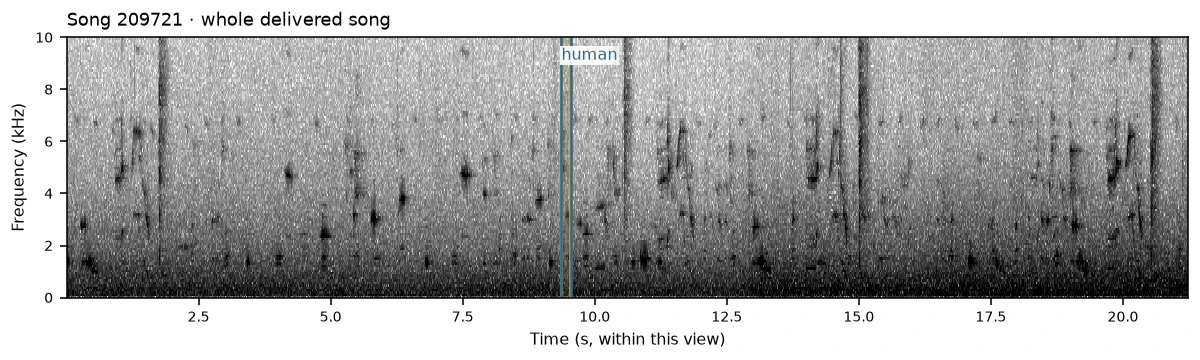 Song 209721 · whole delivered song
human
Frequency (kHz)
10
8
6
4
2
0
2.5 5.0 7.5 10.0 12.5 15.0 17.5 20.0
Time (s, within this view)